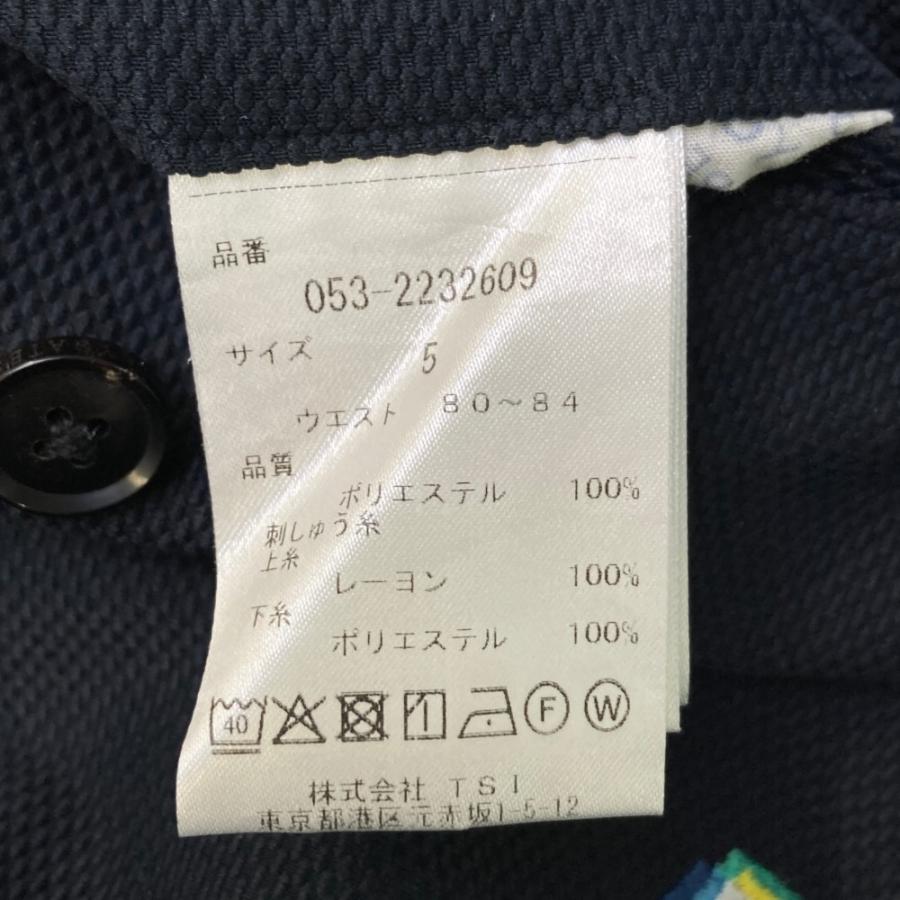 品番
053-2232609
サイズ 5
ウエスト 80~84
品質
ポリエステル 100%
刺しゅう糸
上糸
レーヨン 100%
下糸
ポリエステル 100%
40 F W
株式会社 TSI
東京都港区元赤坂1-5-12